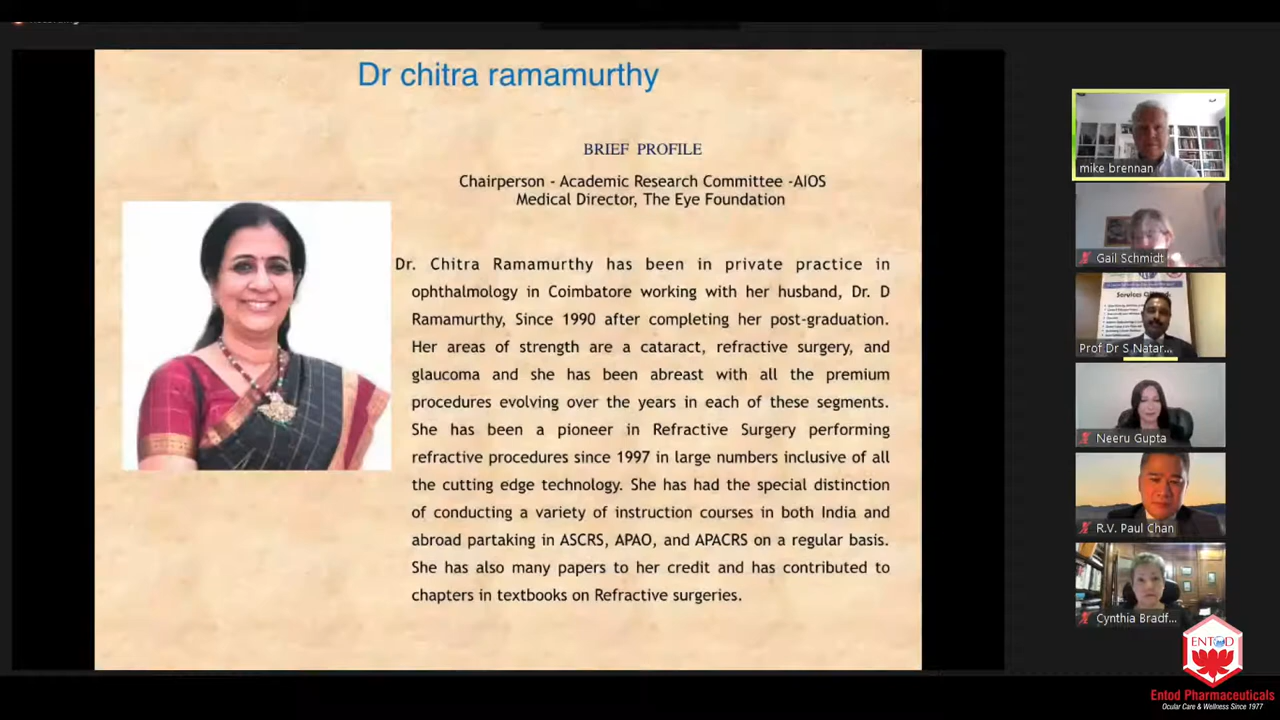 Dr chitra ramamurthy
BRIEF PROFILE
Chairperson - Academic Research Committee -AIOS
Medical Director, The Eye Foundation
Dr. Chitra Ramamurthy has been in private practice in
ophthalmology in Coimbatore working with her husband, Dr. D
Ramamurthy, Since 1990 after completing her post-graduation.
Her areas of strength are a cataract, refractive surgery, and
glaucoma and she has been abreast with all the premium
procedures evolving over the years in each of these segments.
She has been a pioneer in Refractive Surgery performing
refractive procedures since 1997 in large numbers inclusive of all
the cutting edge technology. She has had the special distinction
of conducting a variety of instruction courses in both India and
abroad partaking in ASCRS, APAO, and APACRS on a regular basis.
She has also many papers to her credit and has contributed to
chapters in textbooks on Refractive surgeries.
mike brennan
Gail Schmidt
Prof Dr S Natar...
Neeru Gupta
R.V. Paul Chan
Cynthia Bradf...
ENTOD
Entod Pharmaceuticals
Ocular Care & Wellness Since 1977